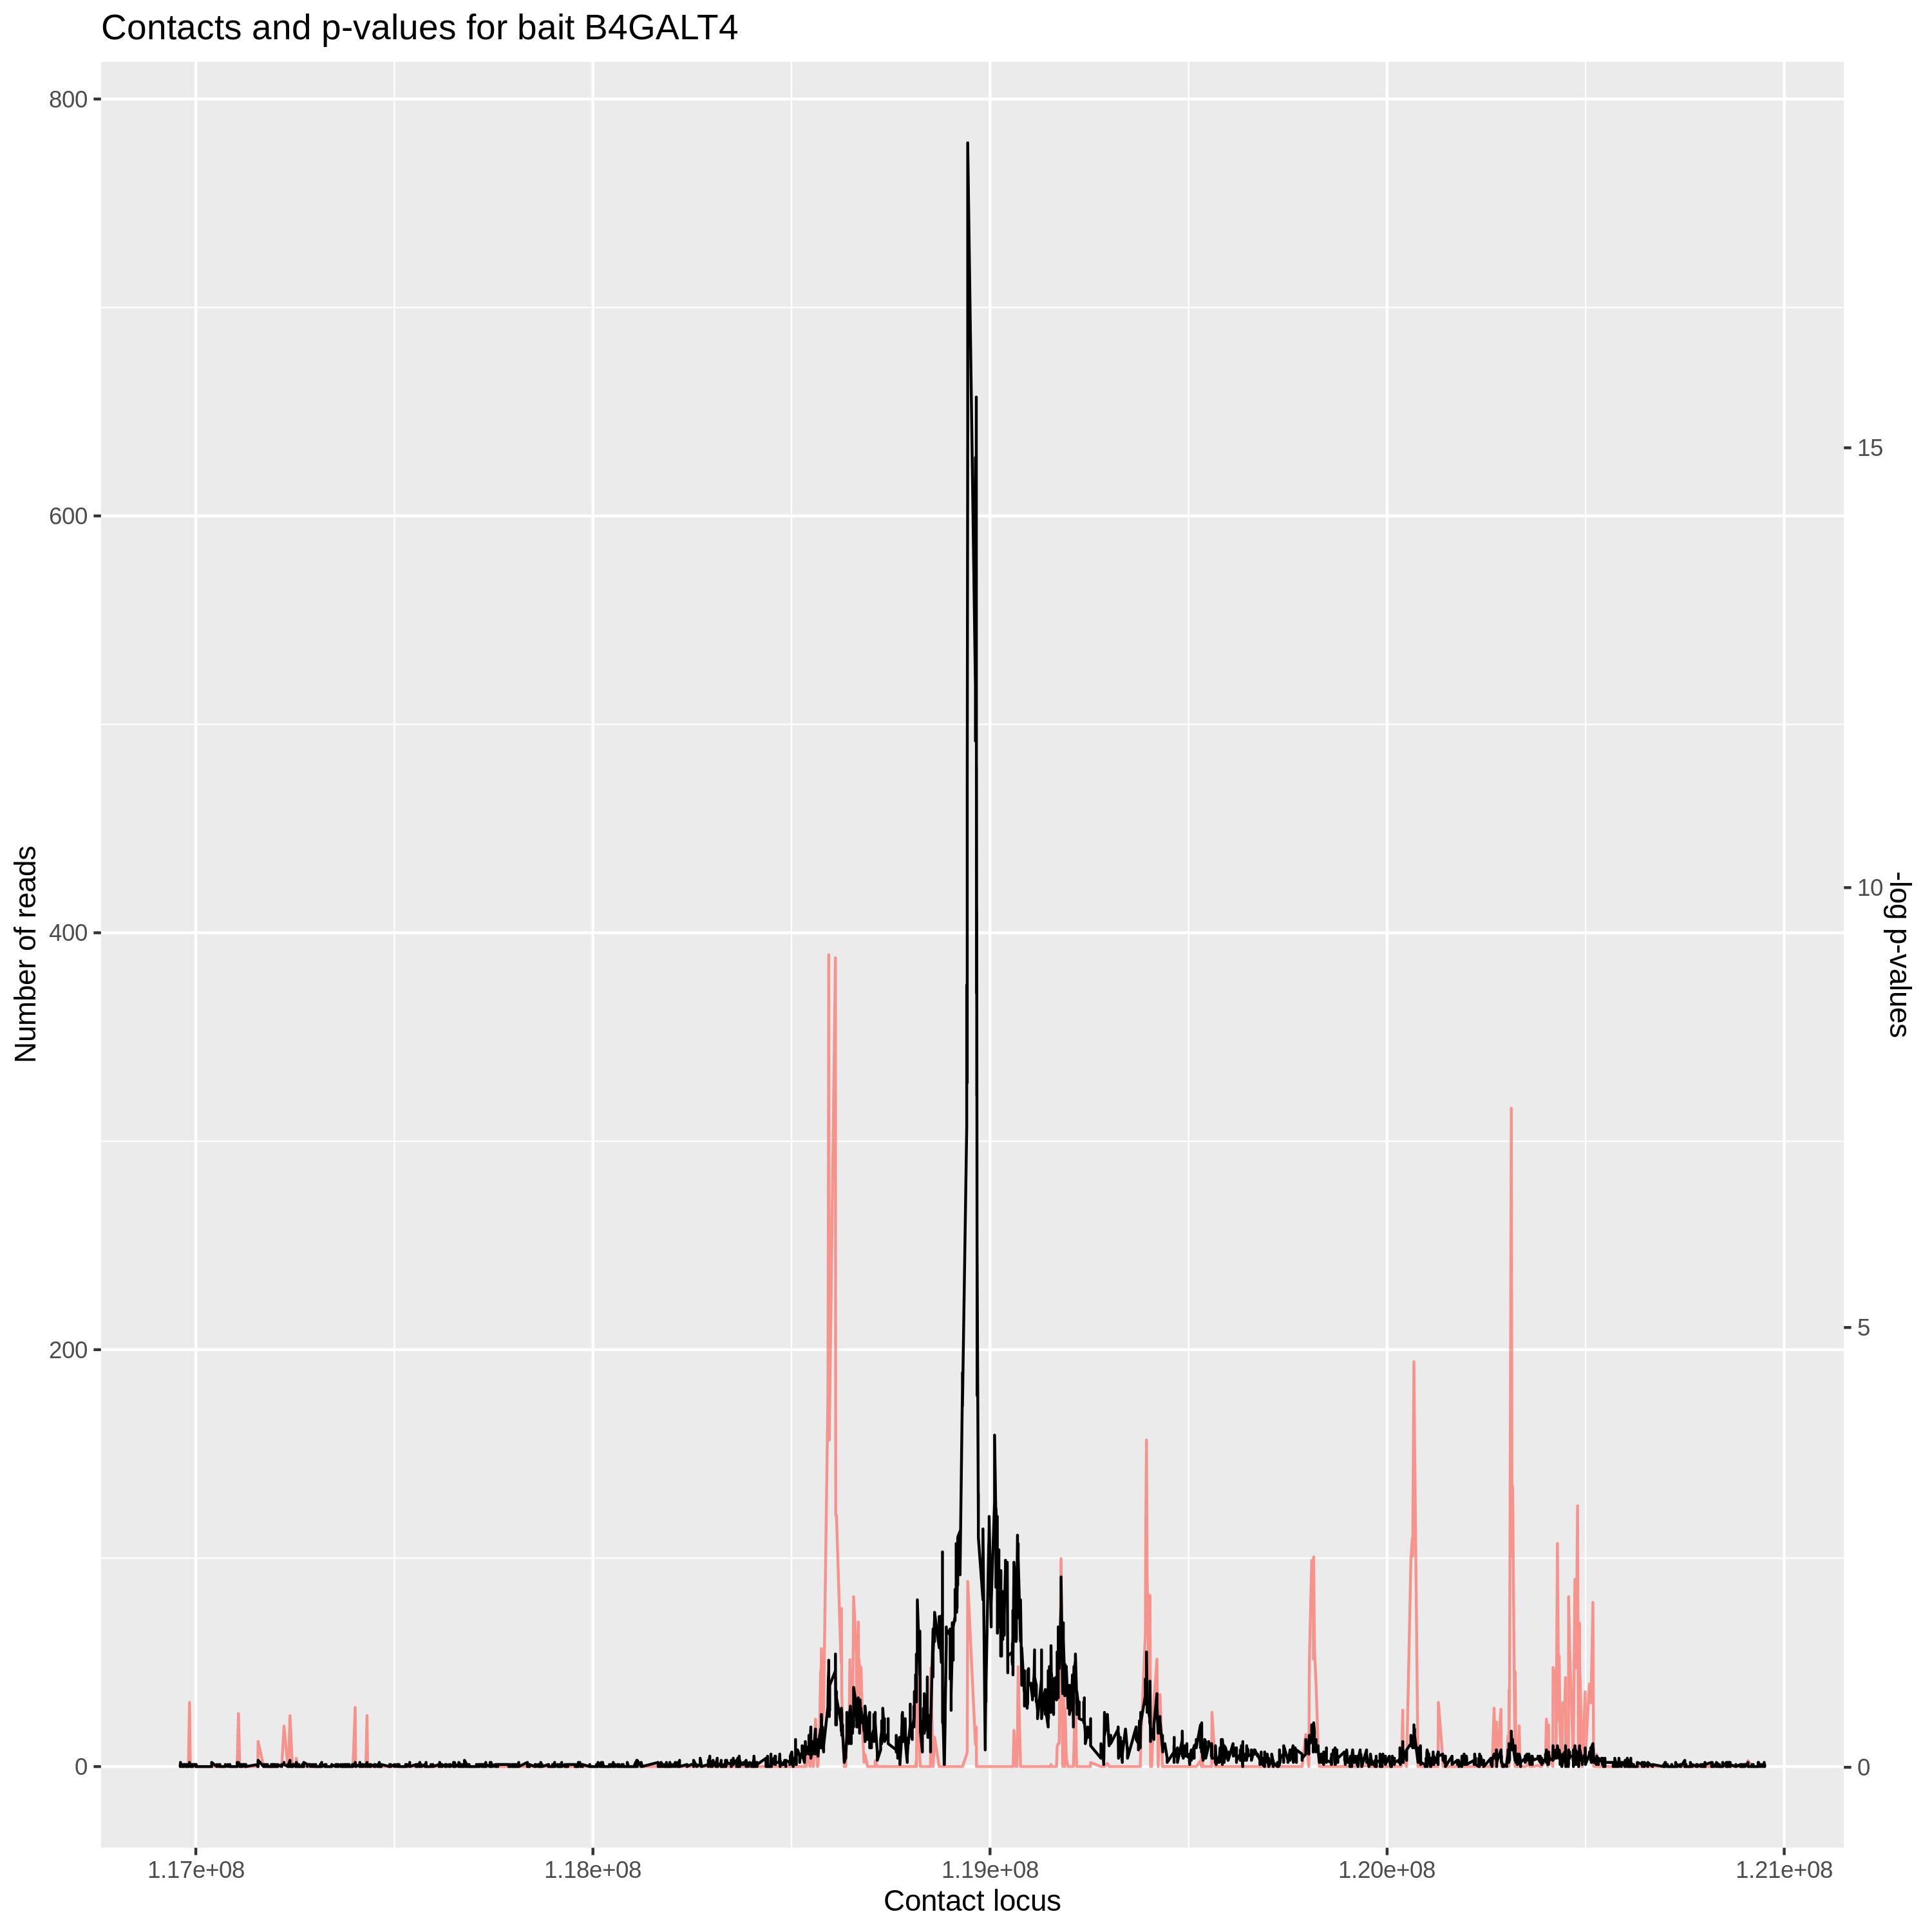 Contacts and p-values for bait B4GALT4
800
600
400
200
0
Number of reads
15
10
5
0
-log p-values
1.17e+08
1.18e+08
1.19e+08
1.20e+08
1.21e+08
Contact locus